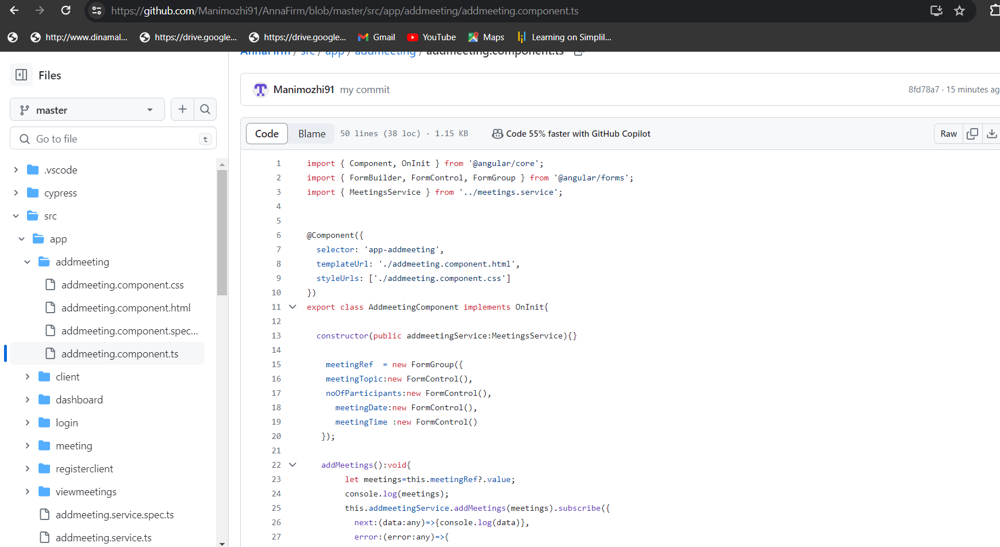 https://github.com/Manimozhi91/AnnaFirm/blob/master/src/app/addmeeting/addmeeting.component.ts
http://www.dinamal... https://drive.google... https://drive.google... Gmail YouTube Maps Learning on Simplil...
AnnaFirm / src / app / addmeeting / addmeeting.component.ts
Files
master
Go to file t
.vscode
cypress
src
app
addmeeting
addmeeting.component.css
addmeeting.component.html
addmeeting.component.spec...
addmeeting.component.ts
client
dashboard
login
meeting
registerclient
viewmeetings
addmeeting.service.spec.ts
addmeeting.service.ts
Manimozhi91 my commit 8fd78a7 · 15 minutes ag
Code Blame 50 lines (38 loc) · 1.15 KB Code 55% faster with GitHub Copilot Raw
1 import { Component, OnInit } from '@angular/core';
2 import { FormBuilder, FormControl, FormGroup } from '@angular/forms';
3 import { MeetingsService } from '../meetings.service';
4
5
6 @Component({
7 selector: 'app-addmeeting',
8 templateUrl: './addmeeting.component.html',
9 styleUrls: ['./addmeeting.component.css']
10 })
11 export class AddmeetingComponent implements OnInit{
12
13 constructor(public addmeetingService:MeetingsService){}
14
15 meetingRef = new FormGroup({
16 meetingTopic:new FormControl(),
17 noOfParticipants:new FormControl(),
18 meetingDate:new FormControl(),
19 meetingTime :new FormControl()
20 });
21
22 addMeetings():void{
23 let meetings=this.meetingRef?.value;
24 console.log(meetings);
25 this.addmeetingService.addMeetings(meetings).subscribe({
26 next:(data:any)=>{console.log(data)},
27 error:(error:any)=>{